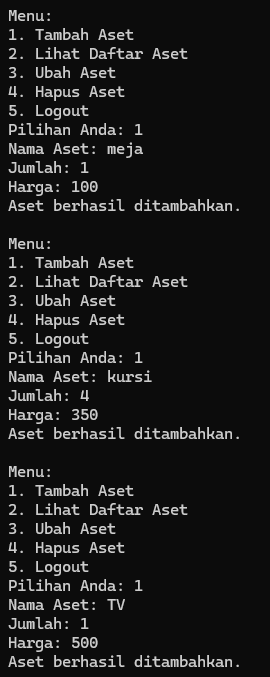 Menu:
1. Tambah Aset
2. Lihat Daftar Aset
3. Ubah Aset
4. Hapus Aset
5. Logout
Pilihan Anda: 1
Nama Aset: meja
Jumlah: 1
Harga: 100
Aset berhasil ditambahkan.

Menu:
1. Tambah Aset
2. Lihat Daftar Aset
3. Ubah Aset
4. Hapus Aset
5. Logout
Pilihan Anda: 1
Nama Aset: kursi
Jumlah: 4
Harga: 350
Aset berhasil ditambahkan.

Menu:
1. Tambah Aset
2. Lihat Daftar Aset
3. Ubah Aset
4. Hapus Aset
5. Logout
Pilihan Anda: 1
Nama Aset: TV
Jumlah: 1
Harga: 500
Aset berhasil ditambahkan.